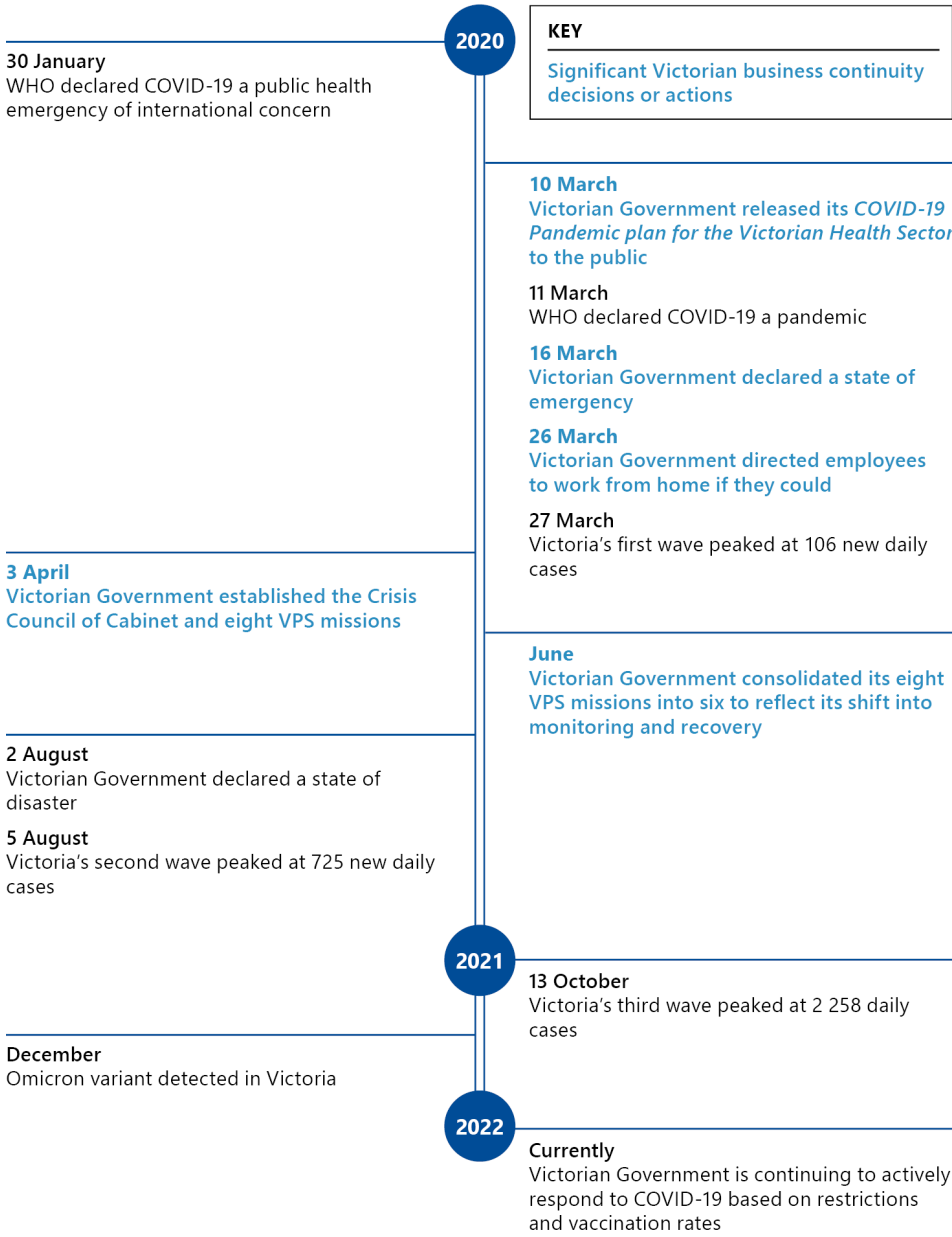 2020
KEY
Significant Victorian business continuity
decisions or actions
30 January
WHO declared COVID-19 a public health
emergency of international concern
10 March
Victorian Government released its COVID-19
Pandemic plan for the Victorian Health Sector
to the public
11 March
WHO declared COVID-19 a pandemic
16 March
Victorian Government declared a state of
emergency
26 March
Victorian Government directed employees
to work from home if they could
27 March
Victoria's first wave peaked at 106 new daily
cases
3 April
Victorian Government established the Crisis
Council of Cabinet and eight VPS missions
June
Victorian Government consolidated its eight
VPS missions into six to reflect its shift into
monitoring and recovery
2 August
Victorian Government declared a state of
disaster
5 August
Victoria's second wave peaked at 725 new daily
cases
2021
13 October
Victoria's third wave peaked at 2 258 daily
cases
December
Omicron variant detected in Victoria
2022
Currently
Victorian Government is continuing to actively
respond to COVID-19 based on restrictions
and vaccination rates